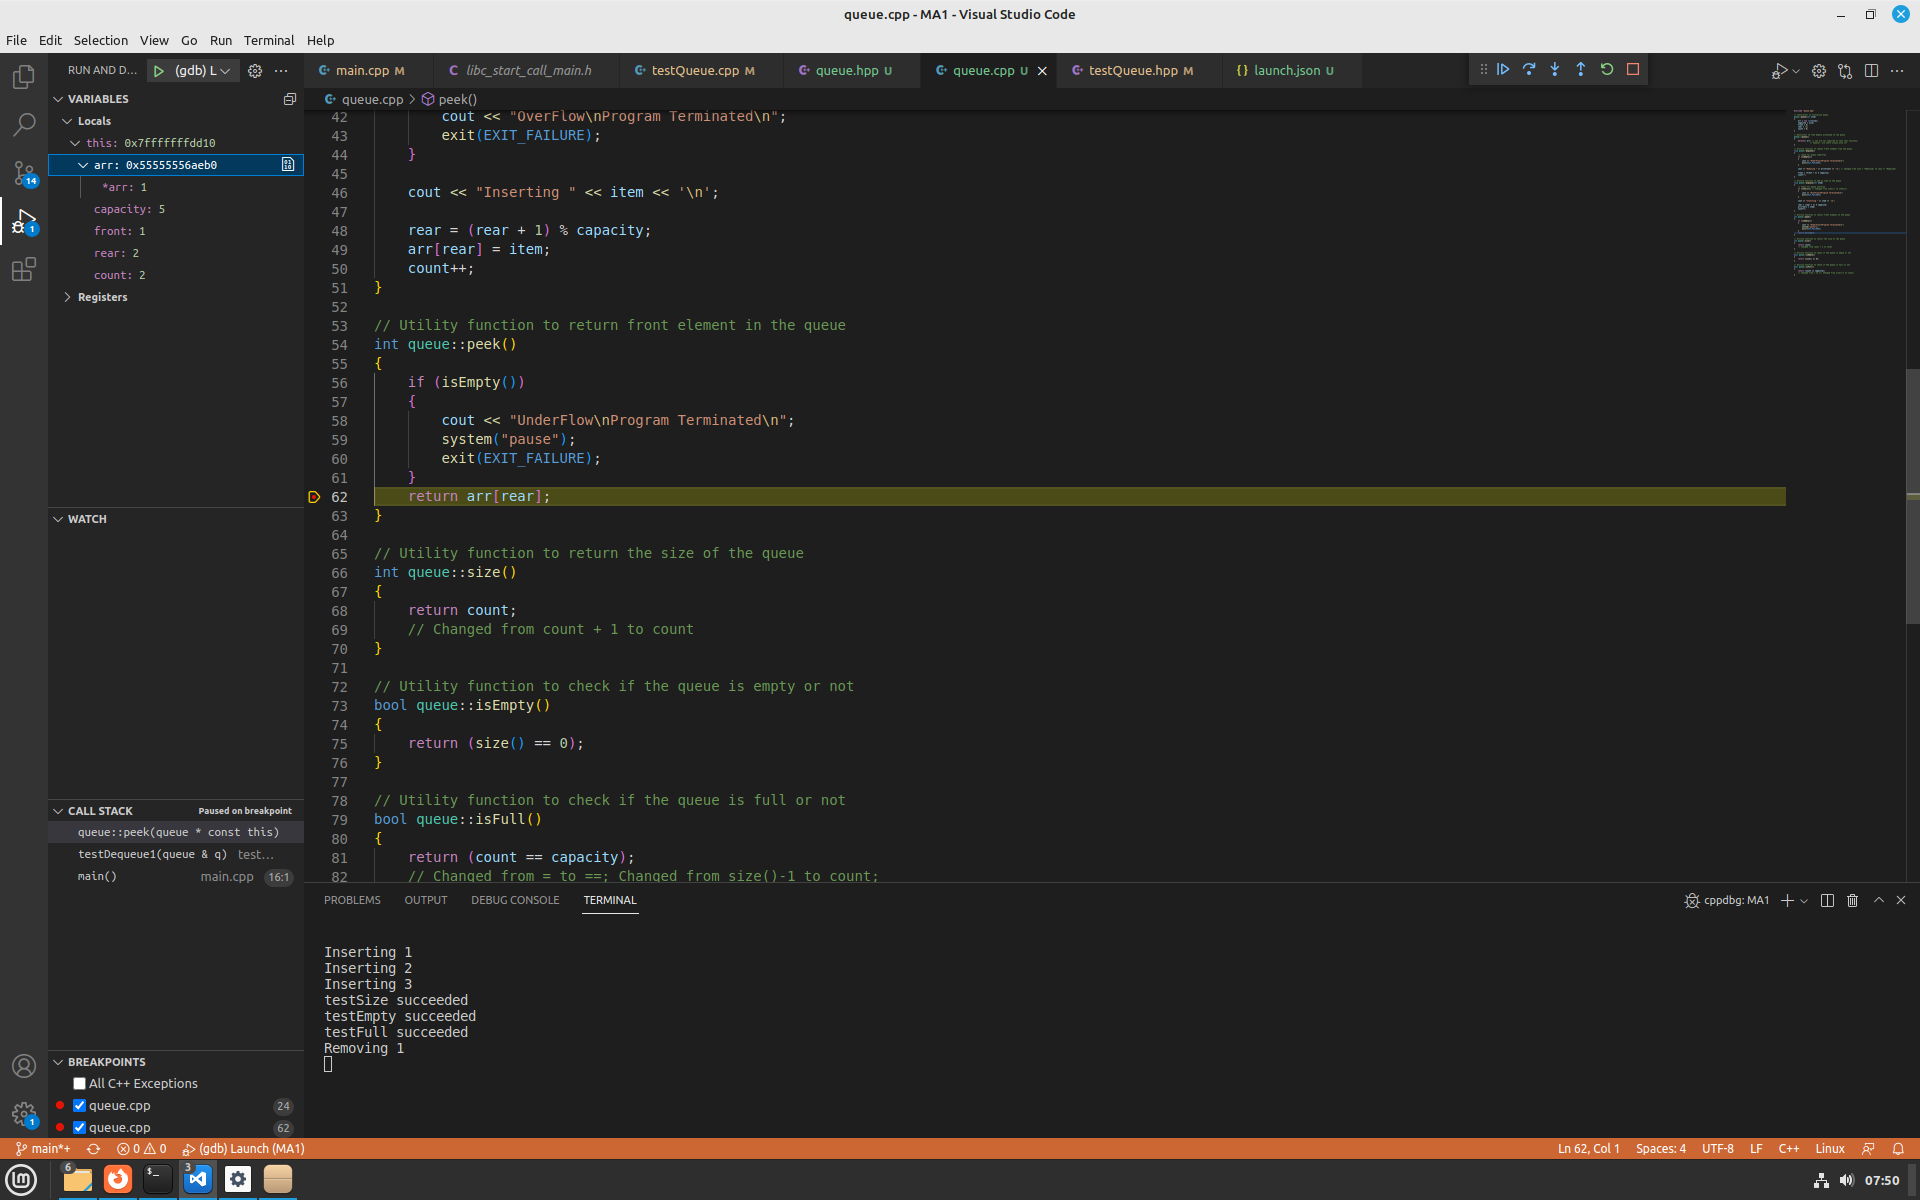 queue.cpp - MA1 - Visual Studio Code
File Edit Selection View Go Run Terminal Help
RUN AND D... (gdb) L
main.cpp M libc_start_call_main.h testQueue.cpp M queue.hpp U queue.cpp U testQueue.hpp M launch.json U
VARIABLES
Locals
this: 0x7fffffffdd10
arr: 0x55555556aeb0
*arr: 1
capacity: 5
front: 1
rear: 2
count: 2
Registers
WATCH
CALL STACK Paused on breakpoint
queue::peek(queue * const this)
testDequeue1(queue & q) test...
main() main.cpp 16:1
BREAKPOINTS
All C++ Exceptions
queue.cpp 24
queue.cpp 62
14
1
1
queue.cpp > peek()
42 cout << "OverFlow\nProgram Terminated\n";
43 exit(EXIT_FAILURE);
44 }
45
46 cout << "Inserting " << item << '\n';
47
48 rear = (rear + 1) % capacity;
49 arr[rear] = item;
50 count++;
51 }
52
53 // Utility function to return front element in the queue
54 int queue::peek()
55 {
56 if (isEmpty())
57 {
58 cout << "UnderFlow\nProgram Terminated\n";
59 system("pause");
60 exit(EXIT_FAILURE);
61 }
62 return arr[rear];
63 }
64
65 // Utility function to return the size of the queue
66 int queue::size()
67 {
68 return count;
69 // Changed from count + 1 to count
70 }
71
72 // Utility function to check if the queue is empty or not
73 bool queue::isEmpty()
74 {
75 return (size() == 0);
76 }
77
78 // Utility function to check if the queue is full or not
79 bool queue::isFull()
80 {
81 return (count == capacity);
82 // Changed from = to ==; Changed from size()-1 to count;
PROBLEMS OUTPUT DEBUG CONSOLE TERMINAL
cppdbg: MA1
Inserting 1
Inserting 2
Inserting 3
testSize succeeded
testEmpty succeeded
testFull succeeded
Removing 1
main*+ 0 0 (gdb) Launch (MA1)
Ln 62, Col 1 Spaces: 4 UTF-8 LF C++ Linux
6 3
07:50